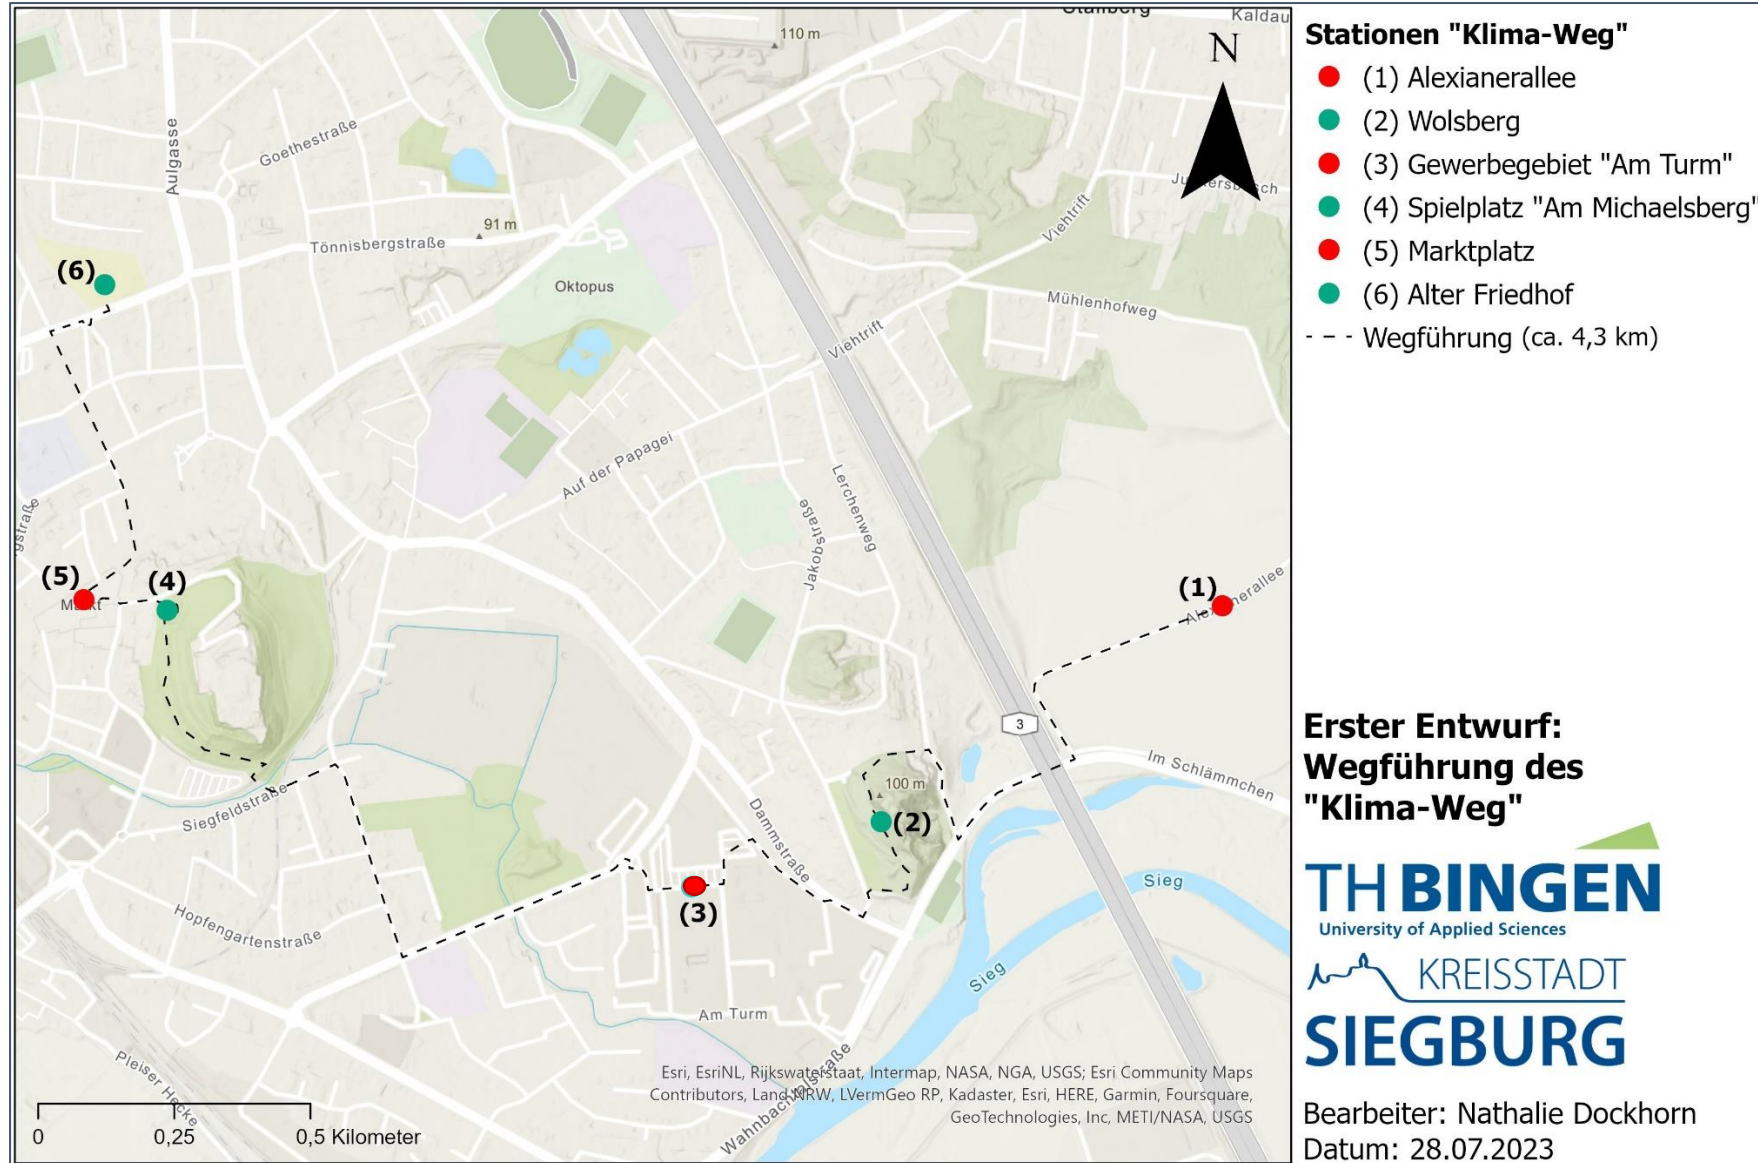 Stallberg
Kaldau
110 m
N
Aulgasse
Goethestraße
Junkersbusch
Viehtrift
91 m
Tönnisbergstraße
(6)
Oktopus
Mühlenhofweg
Viehtrift
Auf der Papagei
Lerchenweg
Jakobstraße
(5)
Markt
(4)
(1)
Alexianerallee
3
Im Schlämmchen
100 m
(2)
Siegfeldstraße
Dammstraße
Sieg
(3)
Hopfengartenstraße
Sieg
Am Turm
Pleiser Hecke
Wahnbachtalstraße
Esri, EsriNL, Rijkswaterstaat, Intermap, NASA, NGA, USGS; Esri Community Maps
Contributors, Land NRW, LVermGeo RP, Kadaster, Esri, HERE, Garmin, Foursquare,
GeoTechnologies, Inc, METI/NASA, USGS
0 0,25 0,5 Kilometer
Stationen "Klima-Weg"
(1) Alexianerallee
(2) Wolsberg
(3) Gewerbegebiet "Am Turm"
(4) Spielplatz "Am Michaelsberg"
(5) Marktplatz
(6) Alter Friedhof
--- Wegführung (ca. 4,3 km)
Erster Entwurf:
Wegführung des
"Klima-Weg"
TH BINGEN
University of Applied Sciences
KREISSTADT
SIEGBURG
Bearbeiter: Nathalie Dockhorn
Datum: 28.07.2023